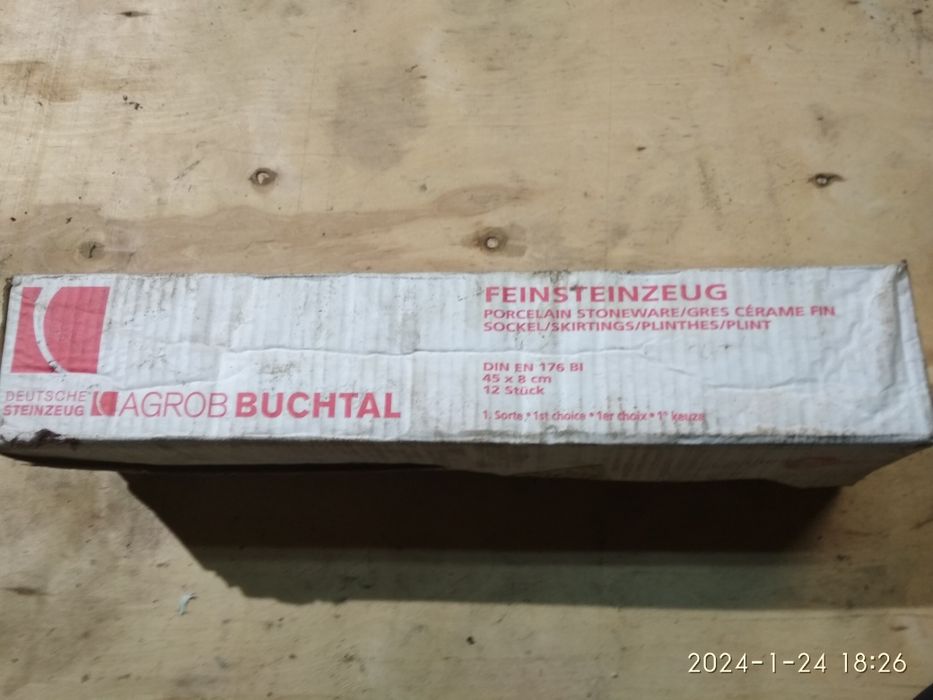 FEINSTEINZEUG
PORCELAIN STONEWARE/GRES CÉRAME FIN
SOCKEL/SKIRTINGS/PLINTHES/PLINT
DIN EN 176 BI
45 x 8 cm
12 Stück
1. Sorte • 1st choice • 1er choix • 1e keuze
DEUTSCHE
STEINZEUG
AGROB BUCHTAL
2024-1-24 18:26